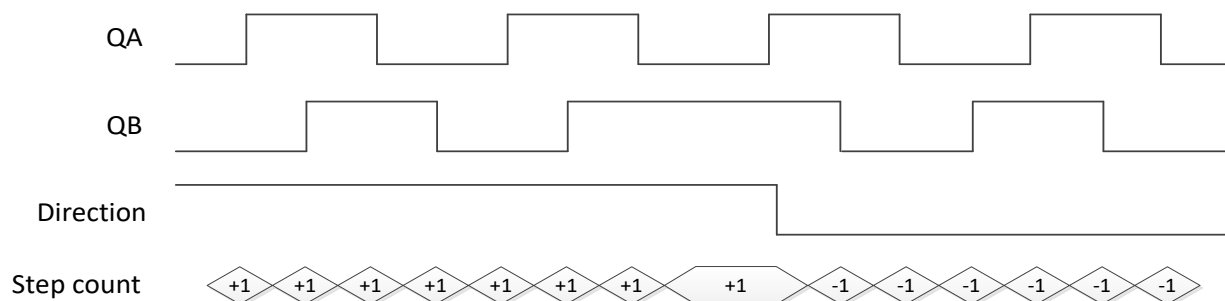 QA
QB
Direction
Step count +1 +1 +1 +1 +1 +1 +1 +1 -1 -1 -1 -1 -1 -1